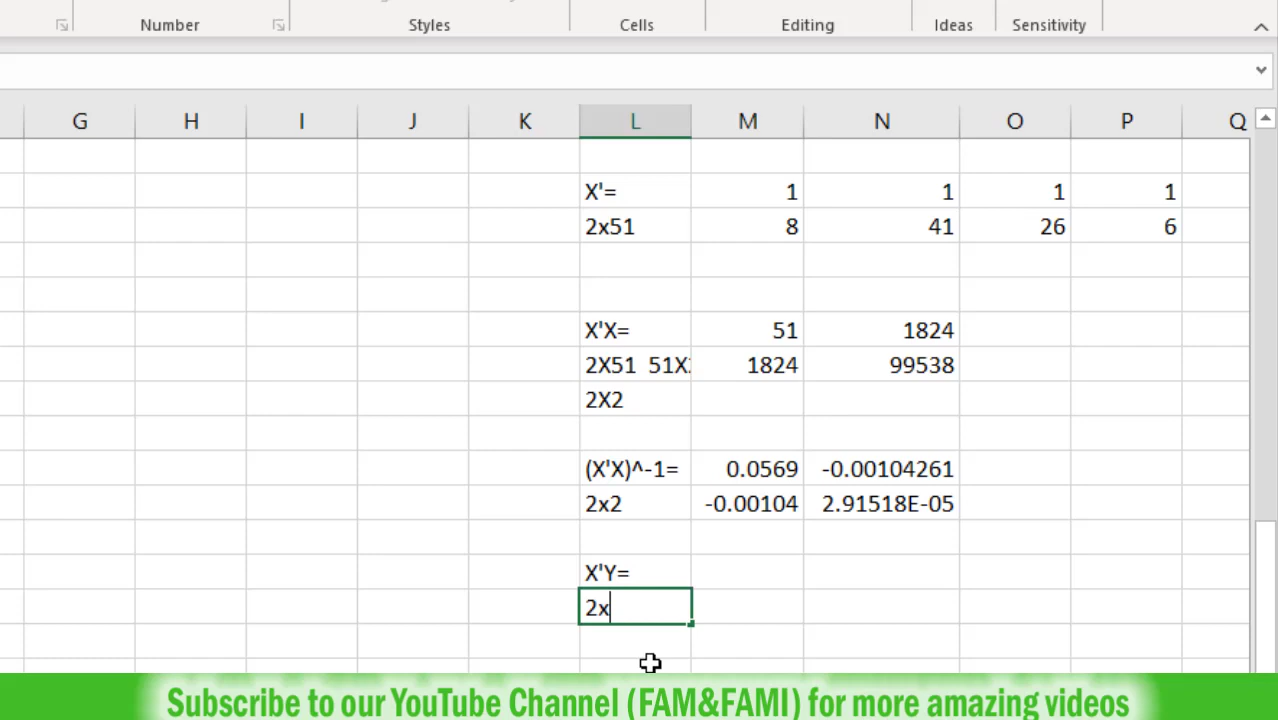 Number Styles Cells Editing Ideas Sensitivity
G H I J K L M N O P Q
X'= 1 1 1 1
2x51 8 41 26 6
X'X= 51 1824
2X51 51X 1824 99538
2X2
(X'X)^-1= 0.0569 -0.00104261
2x2 -0.00104 2.91518E-05
X'Y=
2x
Subscribe to our YouTube Channel (FAM&FAMI) for more amazing videos